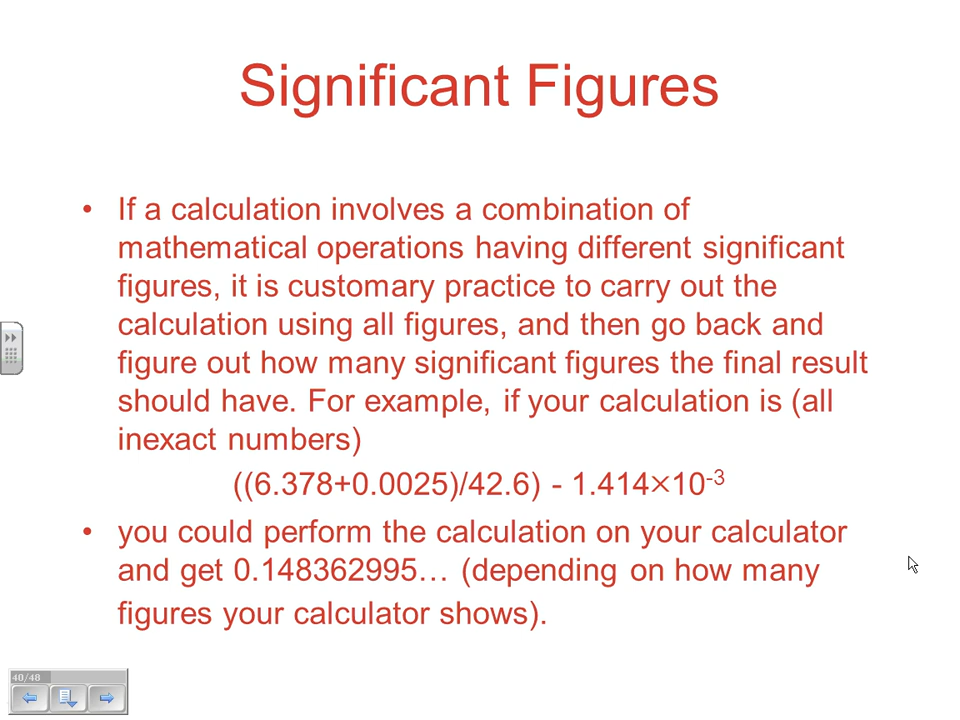 Significant Figures
• If a calculation involves a combination of
mathematical operations having different significant
figures, it is customary practice to carry out the
calculation using all figures, and then go back and
figure out how many significant figures the final result
should have. For example, if your calculation is (all
inexact numbers)
((6.378+0.0025)/42.6) - 1.414×10⁻³
• you could perform the calculation on your calculator
and get 0.148362995… (depending on how many
figures your calculator shows).
48/48